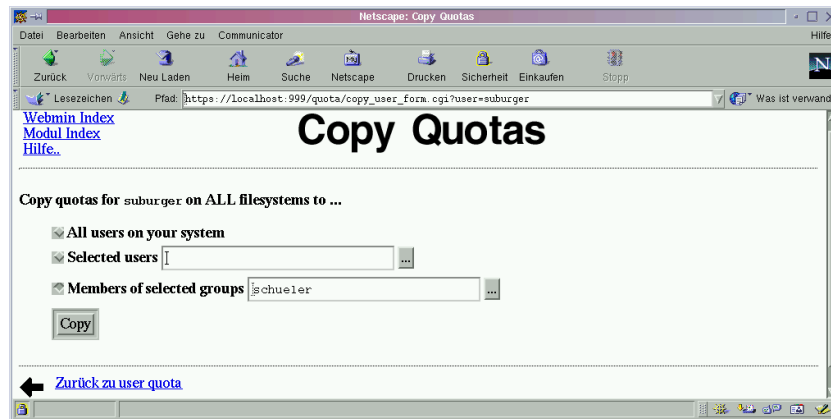 Netscape: Copy Quotas
Datei Bearbeiten Ansicht Gehe zu Communicator Hilfe
Zurück Vorwärts Neu Laden Heim Suche Netscape Drucken Sicherheit Einkaufen Stopp
N
Lesezeichen Pfad: https://localhost:999/quota/copy_user_form.cgi?user=suburger Was ist verwand
Webmin Index
Modul Index
Hilfe..
Copy Quotas
Copy quotas for suburger on ALL filesystems to ...
All users on your system
Selected users ...
Members of selected groups schueler ...
Copy
Zurück zu user quota